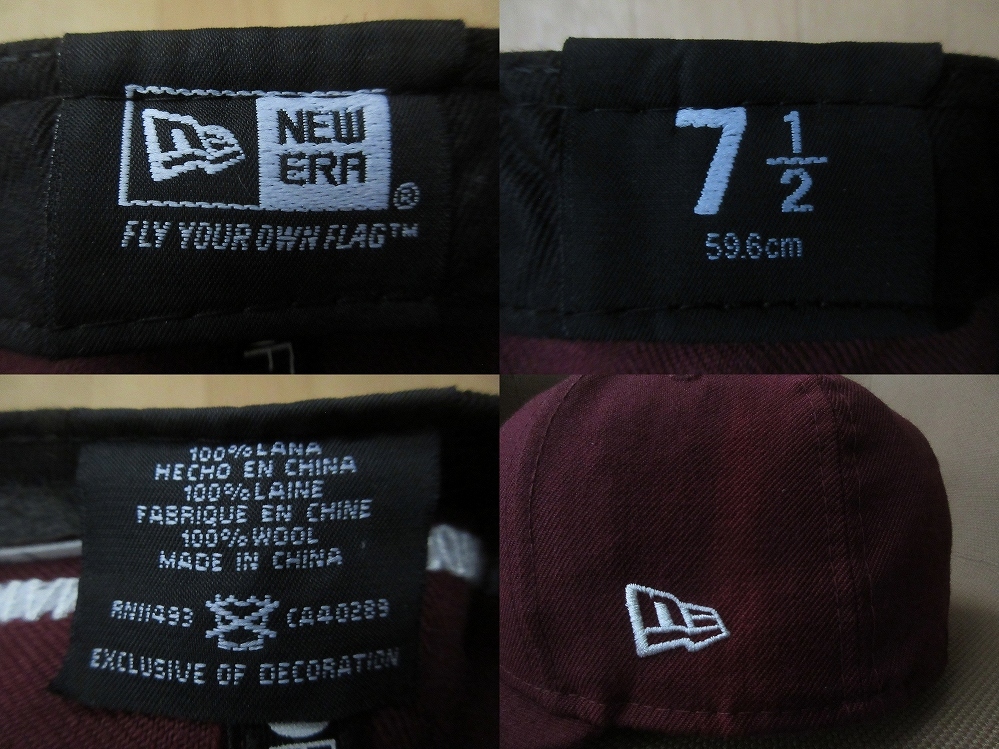 NEW
ERA
®
FLY YOUR OWN FLAG™
7 1/2
59.6cm
100% LANA
HECHO EN CHINA
100% LAINE
FABRIQUE EN CHINE
100% WOOL
MADE IN CHINA
RN11493 CA40289
EXCLUSIVE OF DECORATION